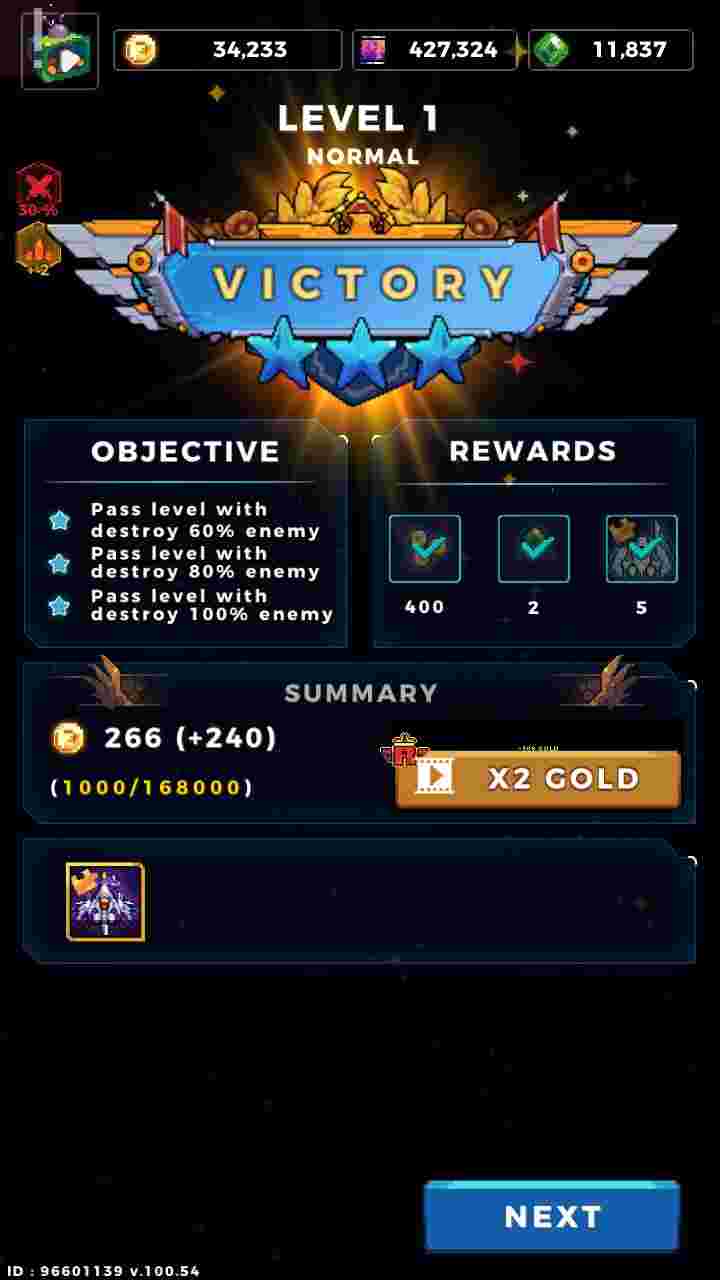 34,233 427,324 11,837
LEVEL 1
NORMAL
30-%
+2
VICTORY
OBJECTIVE
Pass level with
destroy 60% enemy
Pass level with
destroy 80% enemy
Pass level with
destroy 100% enemy
REWARDS
400 2 5
SUMMARY
266 (+240)
(1000/168000)
X2 GOLD
NEXT
ID : 96601139 v.100.54